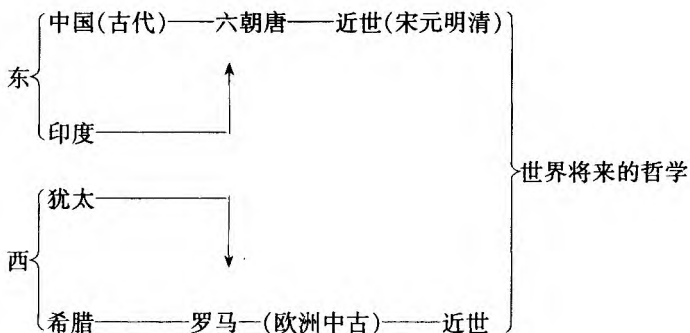 中国(古代) 六朝唐 近世(宋元明清)
东
印度
世界将来的哲学
犹太
西
希腊 罗马 (欧洲中古) 近世